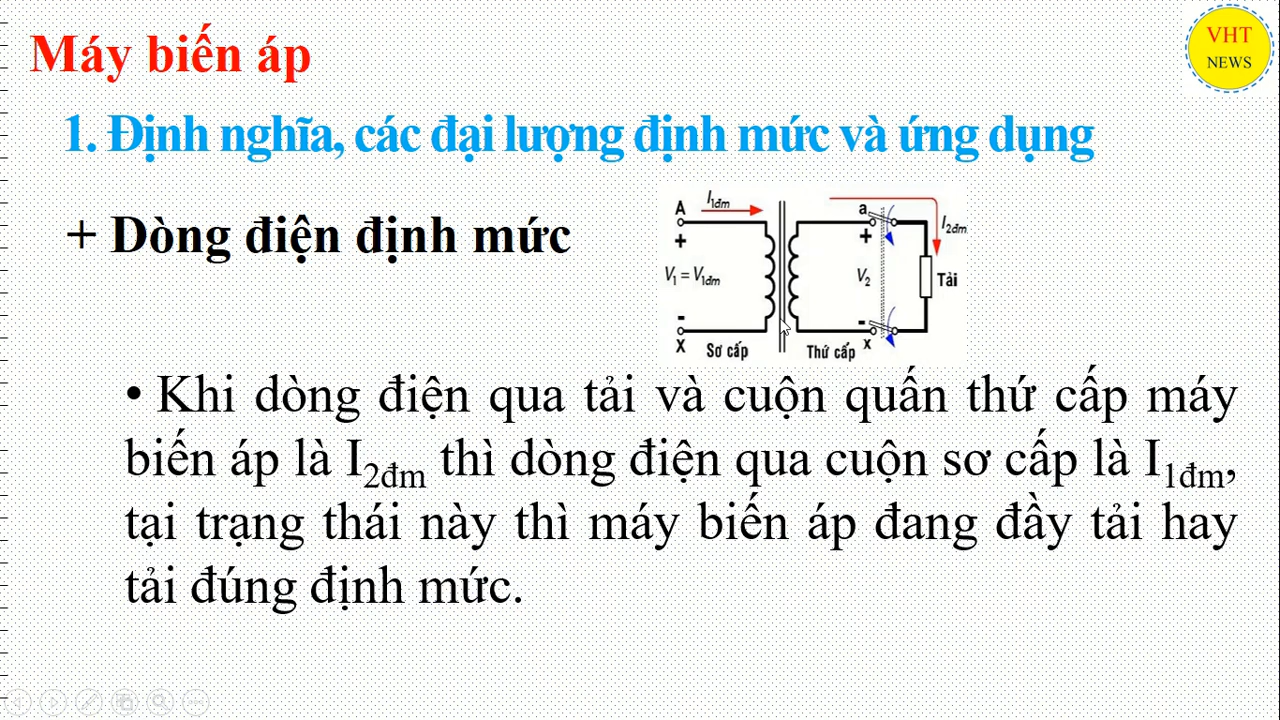 Máy biến áp
VHT
NEWS
1. Định nghĩa, các đại lượng định mức và ứng dụng
+ Dòng điện định mức
A
I1đm
a
I2đm
+
+
V1 = V1đm
V2
Tải
-
-
X
Sơ cấp
Thứ cấp
x
• Khi dòng điện qua tải và cuộn quấn thứ cấp máy
biến áp là I2đm thì dòng điện qua cuộn sơ cấp là I1đm,
tại trạng thái này thì máy biến áp đang đầy tải hay
tải đúng định mức.